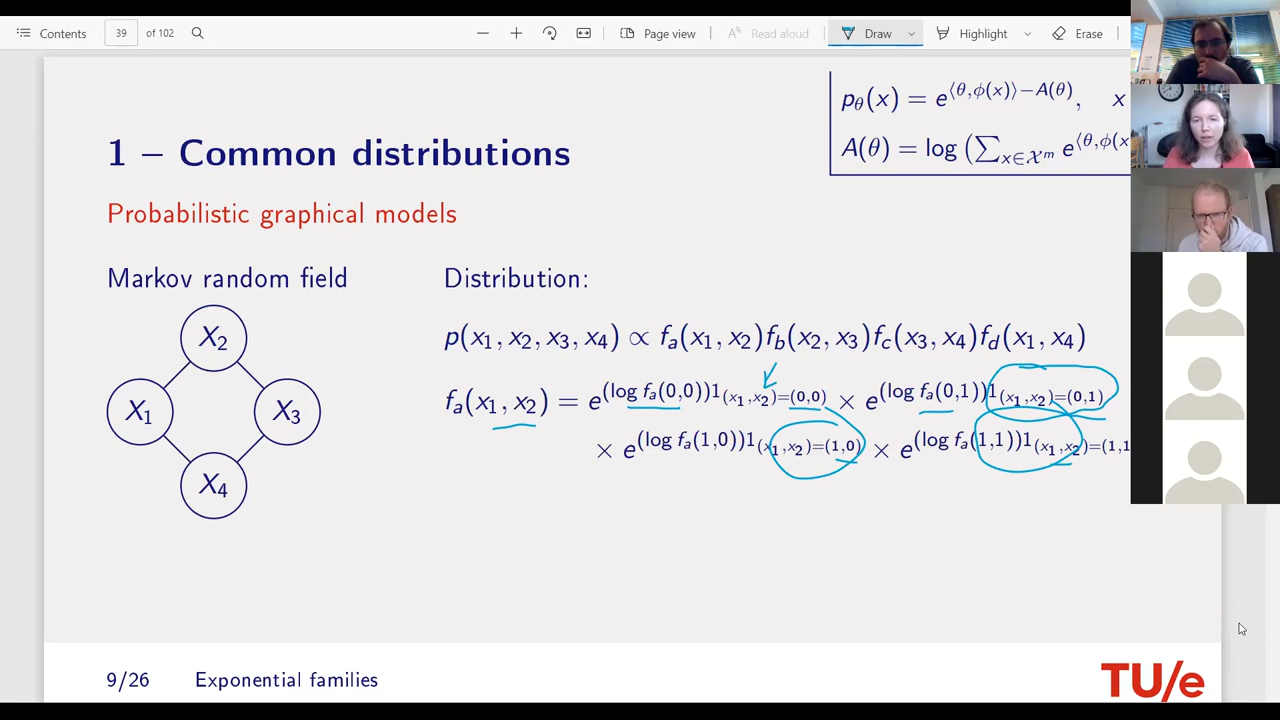 Contents 39 of 102 Page view Read aloud Draw Highlight Erase
p_θ(x) = e^{⟨θ,ϕ(x)⟩−A(θ)}, x
A(θ) = log (∑_{x∈𝒳^m} e^{⟨θ,ϕ(x
1 – Common distributions
Probabilistic graphical models
Markov random field
X₂
X₁
X₃
X₄
Distribution:
p(x₁, x₂, x₃, x₄) ∝ f_a(x₁, x₂)f_b(x₂, x₃)f_c(x₃, x₄)f_d(x₁, x₄)
f_a(x₁, x₂) = e^{(log f_a(0,0))1_{(x₁,x₂)=(0,0)}} × e^{(log f_a(0,1))1_{(x₁,x₂)=(0,1)}}
× e^{(log f_a(1,0))1_{(x₁,x₂)=(1,0)}} × e^{(log f_a(1,1))1_{(x₁,x₂)=(1,1
9/26 Exponential families
TU/e